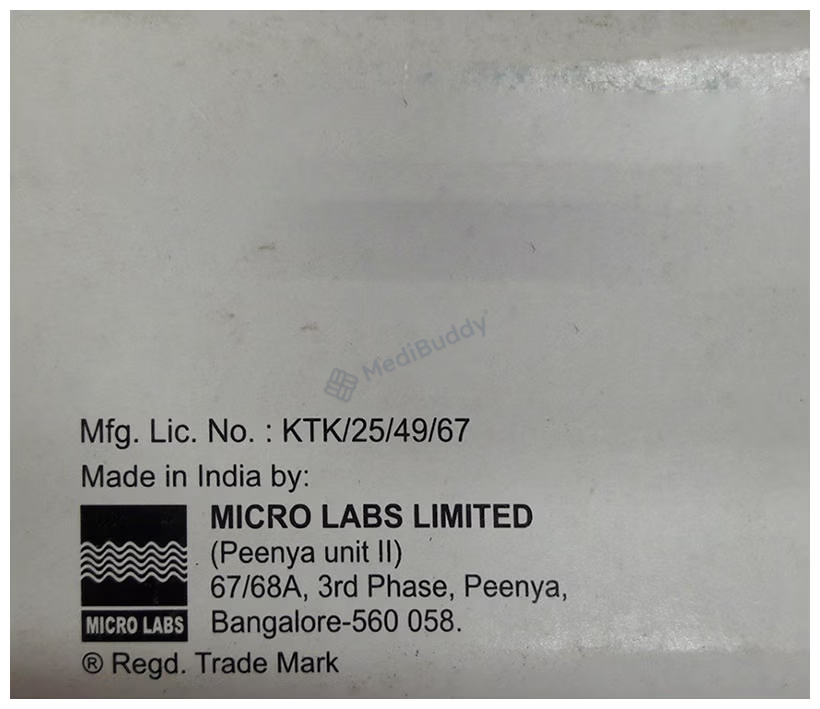 MediBuddy
Mfg. Lic. No. : KTK/25/49/67
Made in India by:
MICRO LABS LIMITED
(Peenya unit II)
67/68A, 3rd Phase, Peenya,
Bangalore-560 058.
MICRO LABS
® Regd. Trade Mark